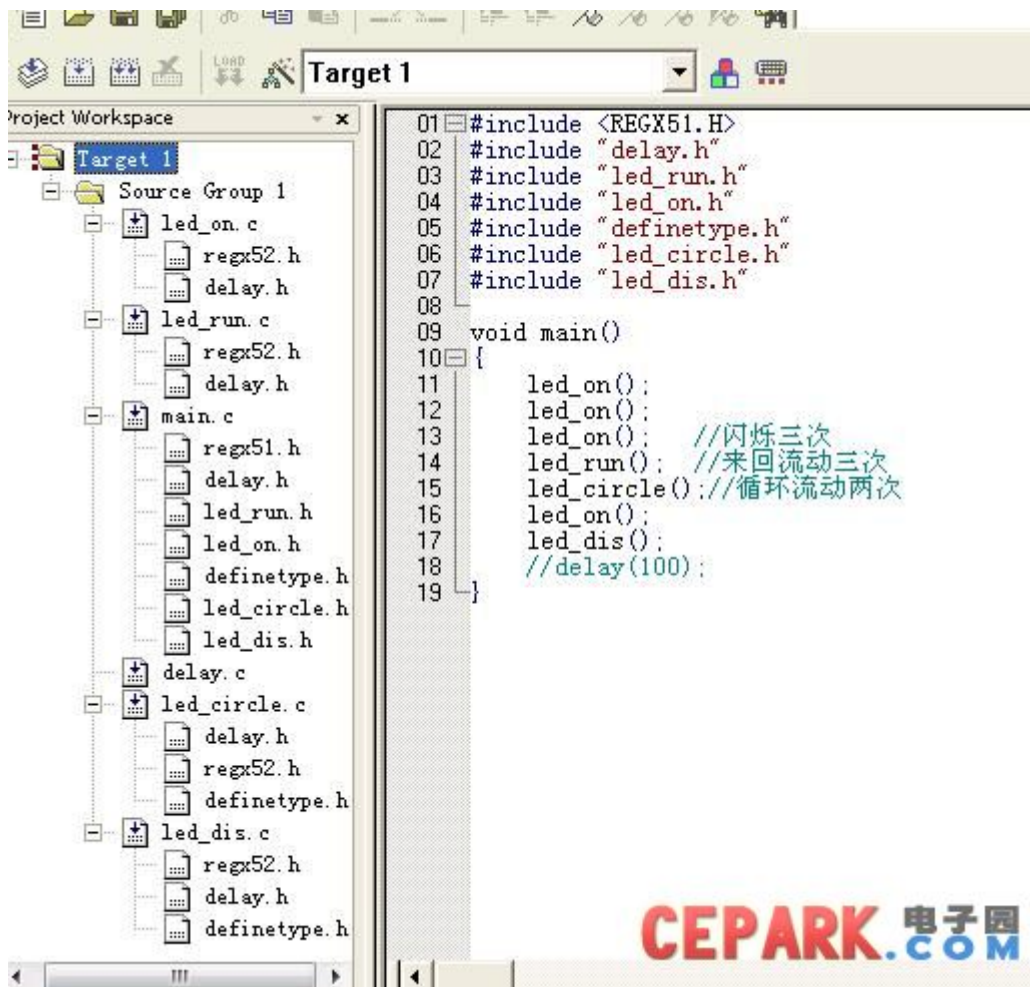 LOAD
Target 1
Project Workspace
Target 1
Source Group 1
led_on.c
regx52.h
delay.h
led_run.c
regx52.h
delay.h
main.c
regx51.h
delay.h
led_run.h
led_on.h
definetype.h
led_circle.h
led_dis.h
delay.c
led_circle.c
delay.h
regx52.h
definetype.h
led_dis.c
regx52.h
delay.h
definetype.h
01 #include <REGX51.H>
02 #include "delay.h"
03 #include "led_run.h"
04 #include "led_on.h"
05 #include "definetype.h"
06 #include "led_circle.h"
07 #include "led_dis.h"
08
09 void main()
10 {
11 led_on();
12 led_on();
13 led_on(); //闪烁三次
14 led_run(); //来回流动三次
15 led_circle();//循环流动两次
16 led_on();
17 led_dis();
18 //delay(100);
19 }
CEPARK.电子园
COM